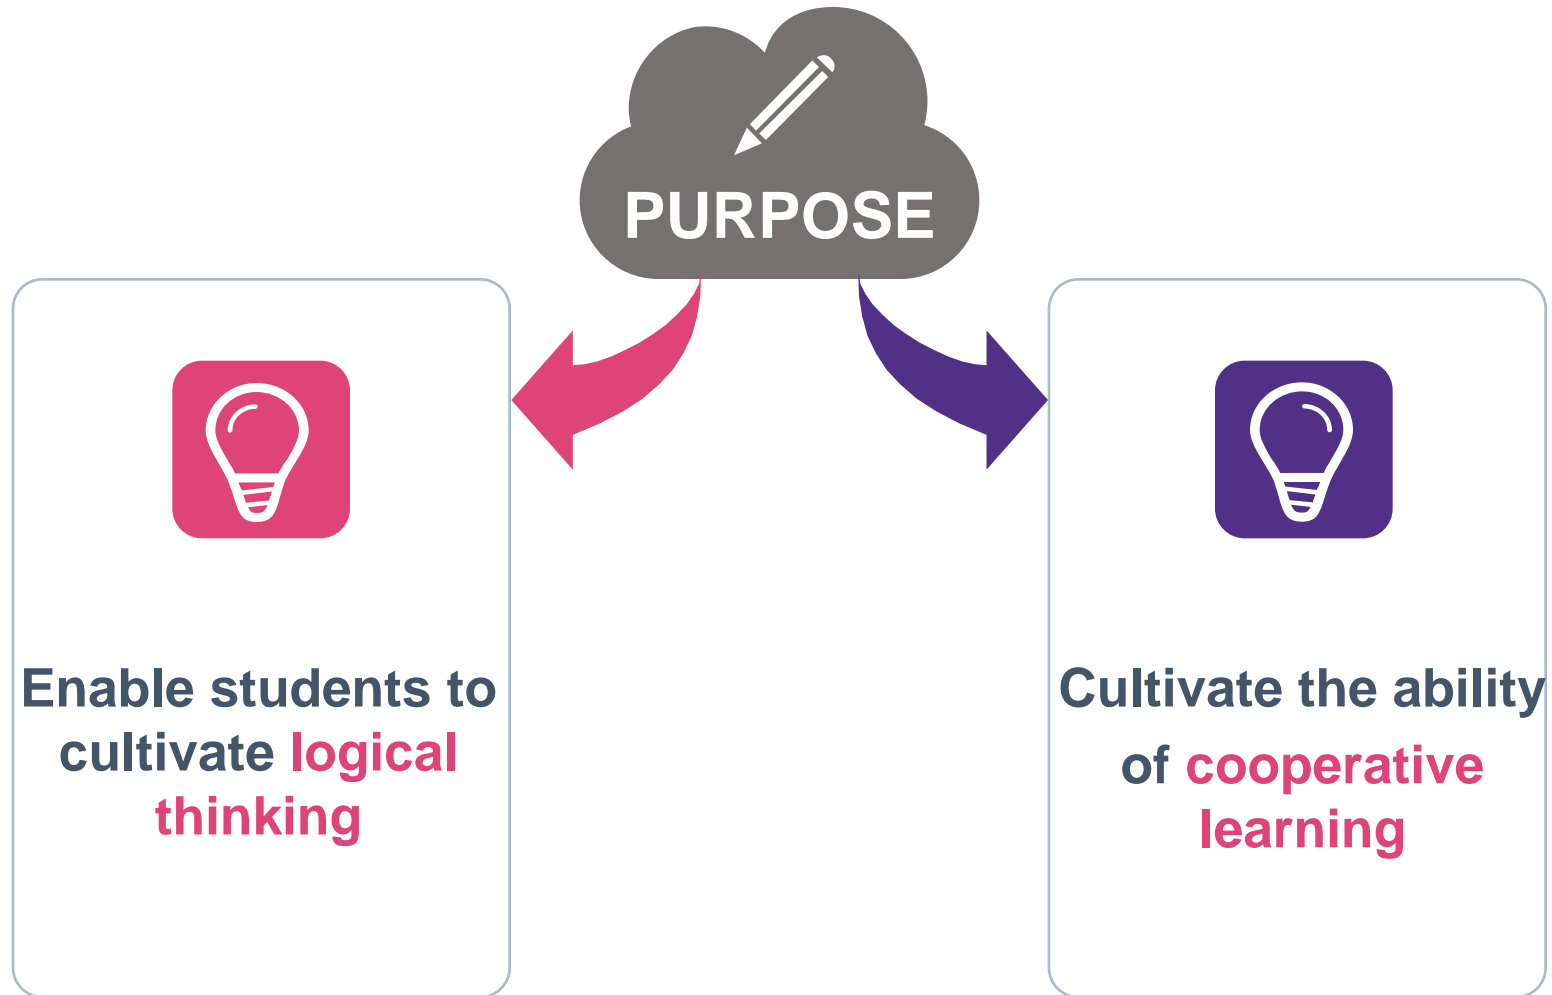 PURPOSE
Enable students to
cultivate logical
thinking
Cultivate the ability
of cooperative
learning